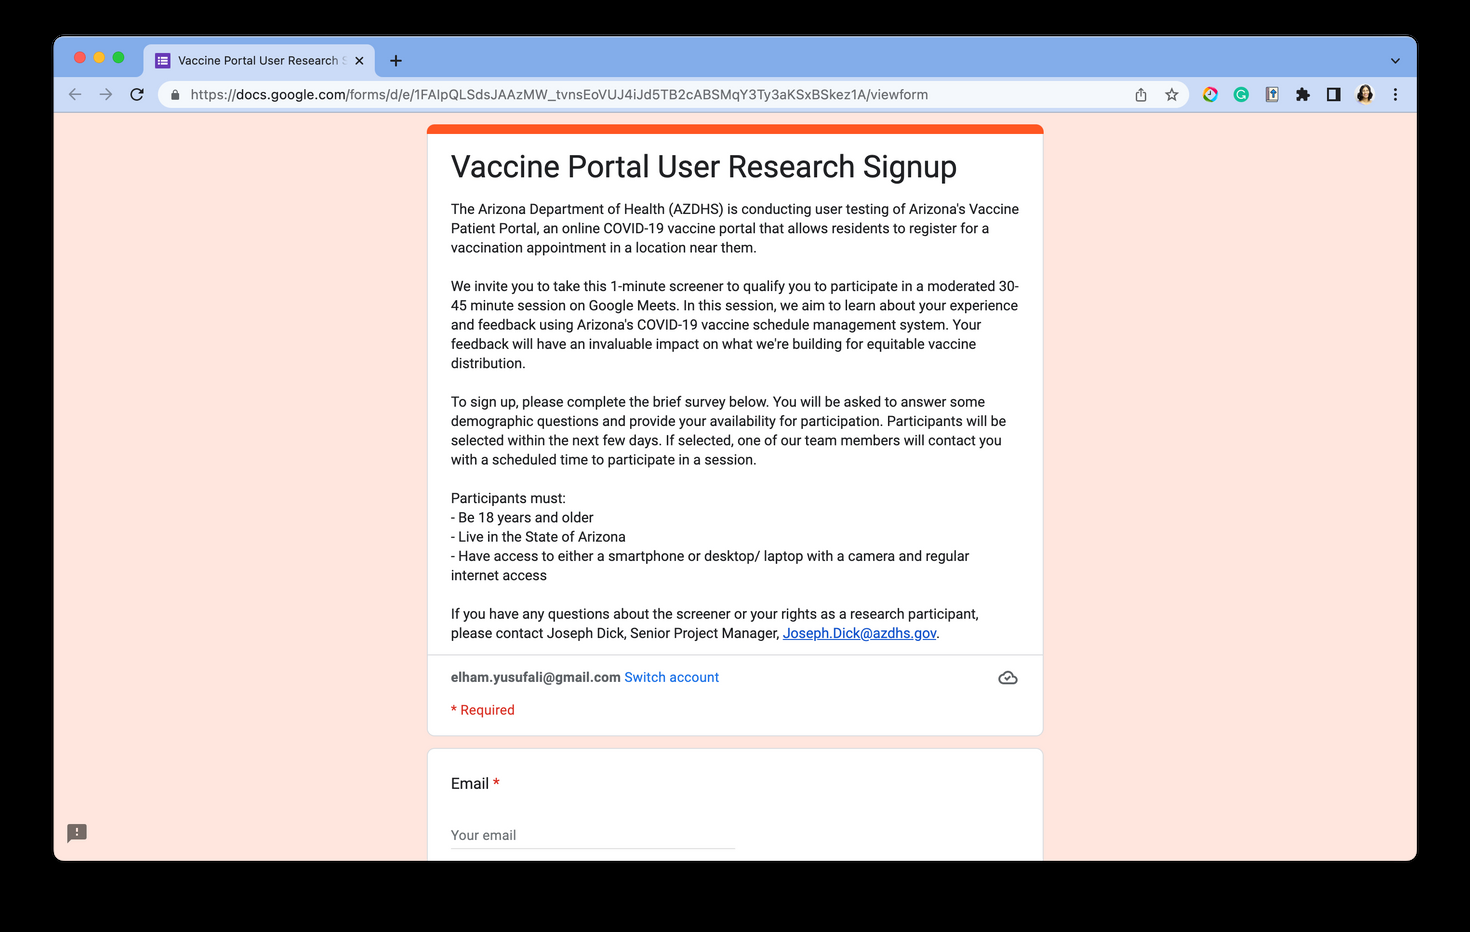 Vaccine Portal User Research S
https://docs.google.com/forms/d/e/1FAIpQLSdsJAAzMW_tvnsEoVUJ4iJd5TB2cABSMqY3Ty3aKSxBSkez1A/viewform
Vaccine Portal User Research Signup
The Arizona Department of Health (AZDHS) is conducting user testing of Arizona's Vaccine
Patient Portal, an online COVID-19 vaccine portal that allows residents to register for a
vaccination appointment in a location near them.
We invite you to take this 1-minute screener to qualify you to participate in a moderated 30-
45 minute session on Google Meets. In this session, we aim to learn about your experience
and feedback using Arizona's COVID-19 vaccine schedule management system. Your
feedback will have an invaluable impact on what we're building for equitable vaccine
distribution.
To sign up, please complete the brief survey below. You will be asked to answer some
demographic questions and provide your availability for participation. Participants will be
selected within the next few days. If selected, one of our team members will contact you
with a scheduled time to participate in a session.
Participants must:
- Be 18 years and older
- Live in the State of Arizona
- Have access to either a smartphone or desktop/ laptop with a camera and regular
internet access
If you have any questions about the screener or your rights as a research participant,
please contact Joseph Dick, Senior Project Manager, Joseph.Dick@azdhs.gov.
elham.yusufali@gmail.com Switch account
* Required
Email *
Your email